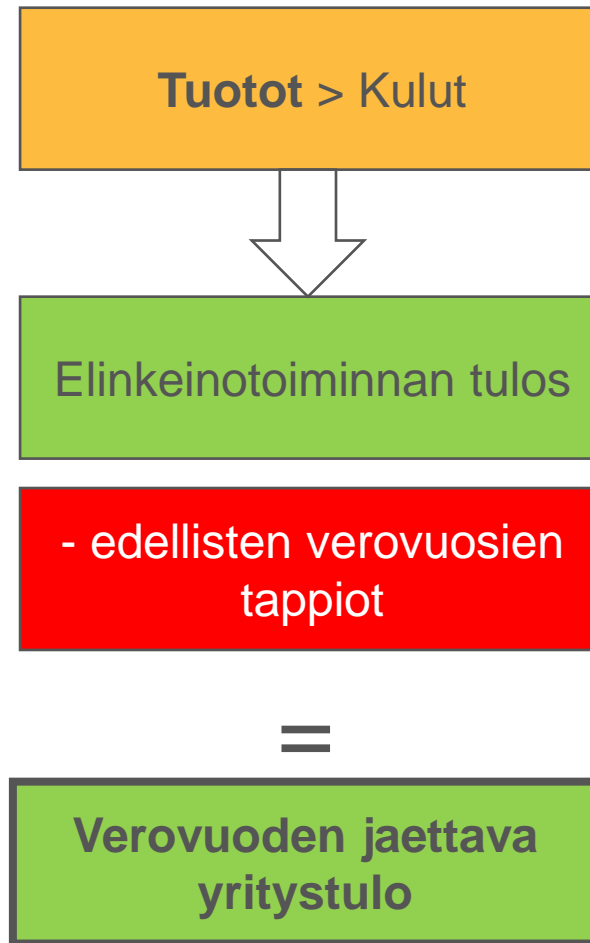 Tuotot > Kulut
Elinkeinotoiminnan tulos
- edellisten verovuosien
tappiot
=
Verovuoden jaettava
yritystulo